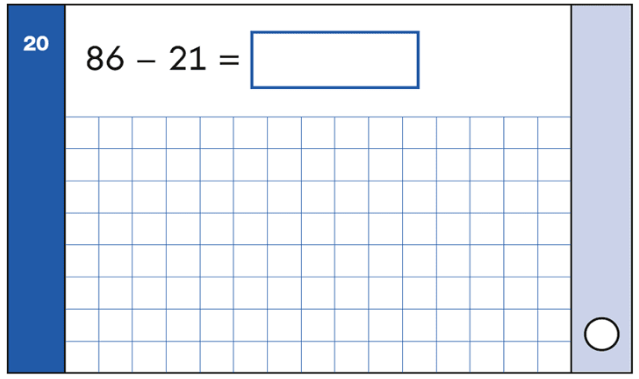 20
86 – 21 =